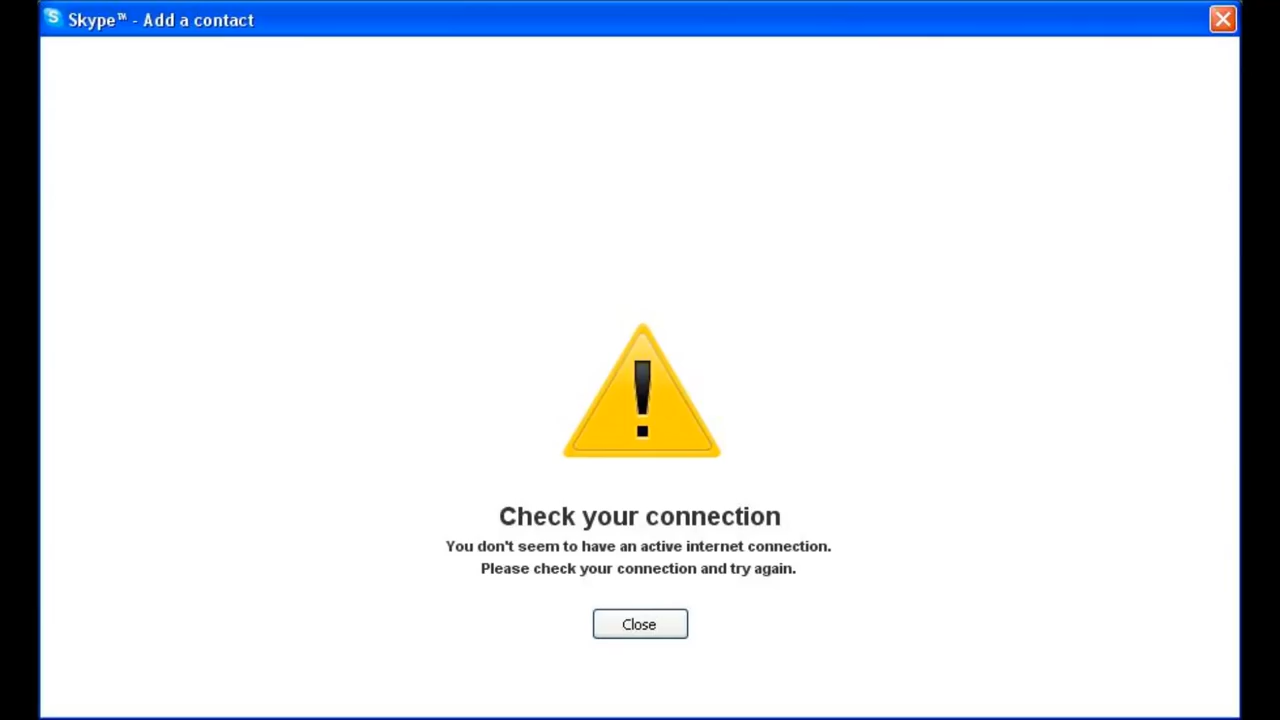 Skype™ - Add a contact
Check your connection
You don't seem to have an active internet connection.
Please check your connection and try again.
Close